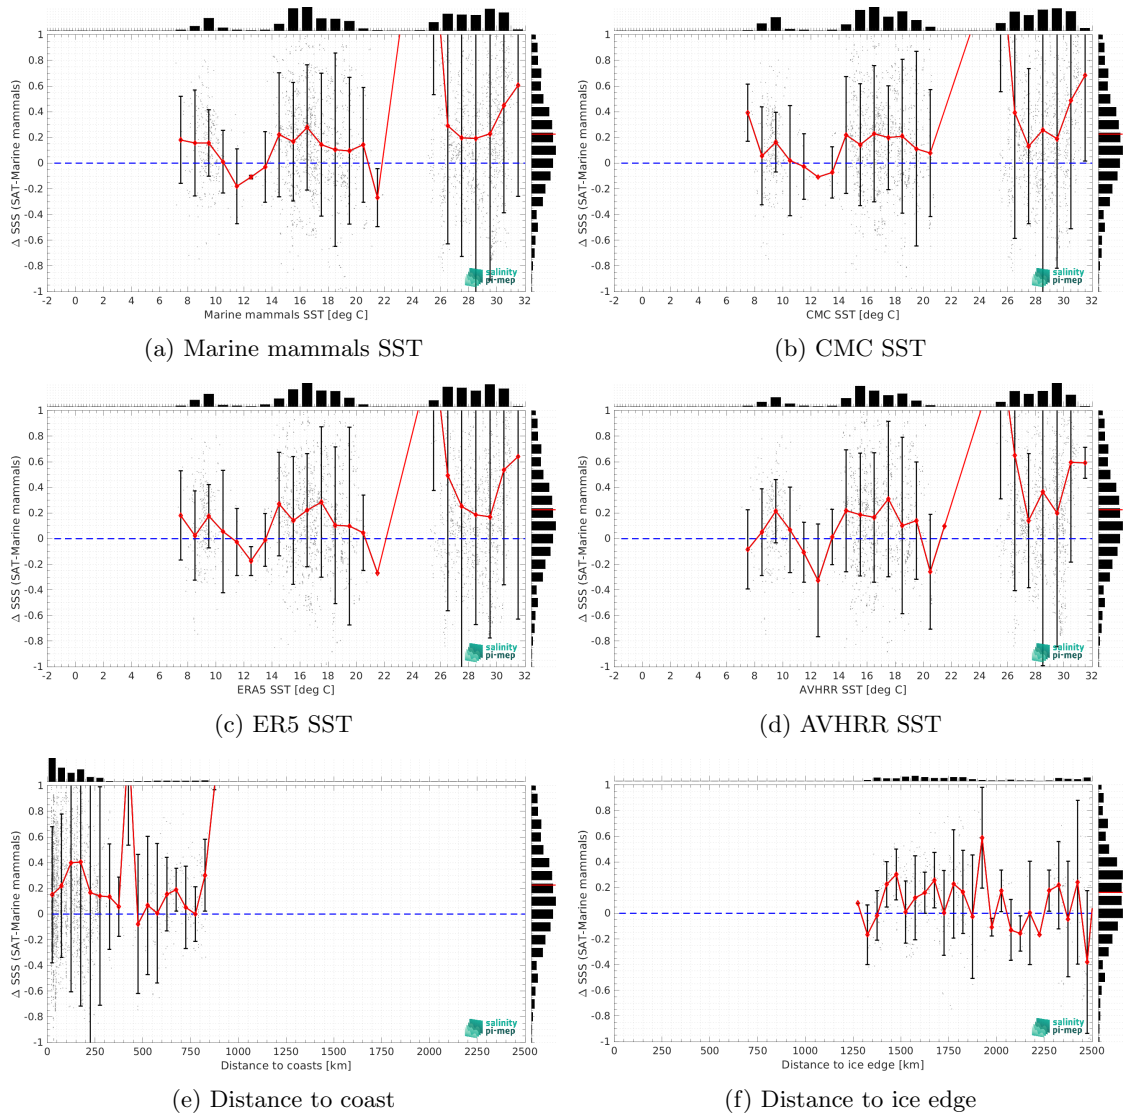 1
0.8
0.6
0.4
0.2
0
-0.2
-0.4
-0.6
-0.8
-1
Δ SSS (SAT-Marine mammals)
salinity
pi-mep
-2 0 2 4 6 8 10 12 14 16 18 20 22 24 26 28 30 32
Marine mammals SST [deg C]
(a) Marine mammals SST
1
0.8
0.6
0.4
0.2
0
-0.2
-0.4
-0.6
-0.8
-1
Δ SSS (SAT-Marine mammals)
salinity
pi-mep
-2 0 2 4 6 8 10 12 14 16 18 20 22 24 26 28 30 32
CMC SST [deg C]
(b) CMC SST
1
0.8
0.6
0.4
0.2
0
-0.2
-0.4
-0.6
-0.8
-1
Δ SSS (SAT-Marine mammals)
salinity
pi-mep
-2 0 2 4 6 8 10 12 14 16 18 20 22 24 26 28 30 32
ERA5 SST [deg C]
(c) ER5 SST
1
0.8
0.6
0.4
0.2
0
-0.2
-0.4
-0.6
-0.8
-1
Δ SSS (SAT-Marine mammals)
salinity
pi-mep
-2 0 2 4 6 8 10 12 14 16 18 20 22 24 26 28 30 32
AVHRR SST [deg C]
(d) AVHRR SST
1
0.8
0.6
0.4
0.2
0
-0.2
-0.4
-0.6
-0.8
-1
Δ SSS (SAT-Marine mammals)
salinity
pi-mep
0 250 500 750 1000 1250 1500 1750 2000 2250 2500
Distance to coasts [km]
(e) Distance to coast
1
0.8
0.6
0.4
0.2
0
-0.2
-0.4
-0.6
-0.8
-1
Δ SSS (SAT-Marine mammals)
salinity
pi-mep
0 250 500 750 1000 1250 1500 1750 2000 2250 2500
Distance to ice edge [km]
(f) Distance to ice edge